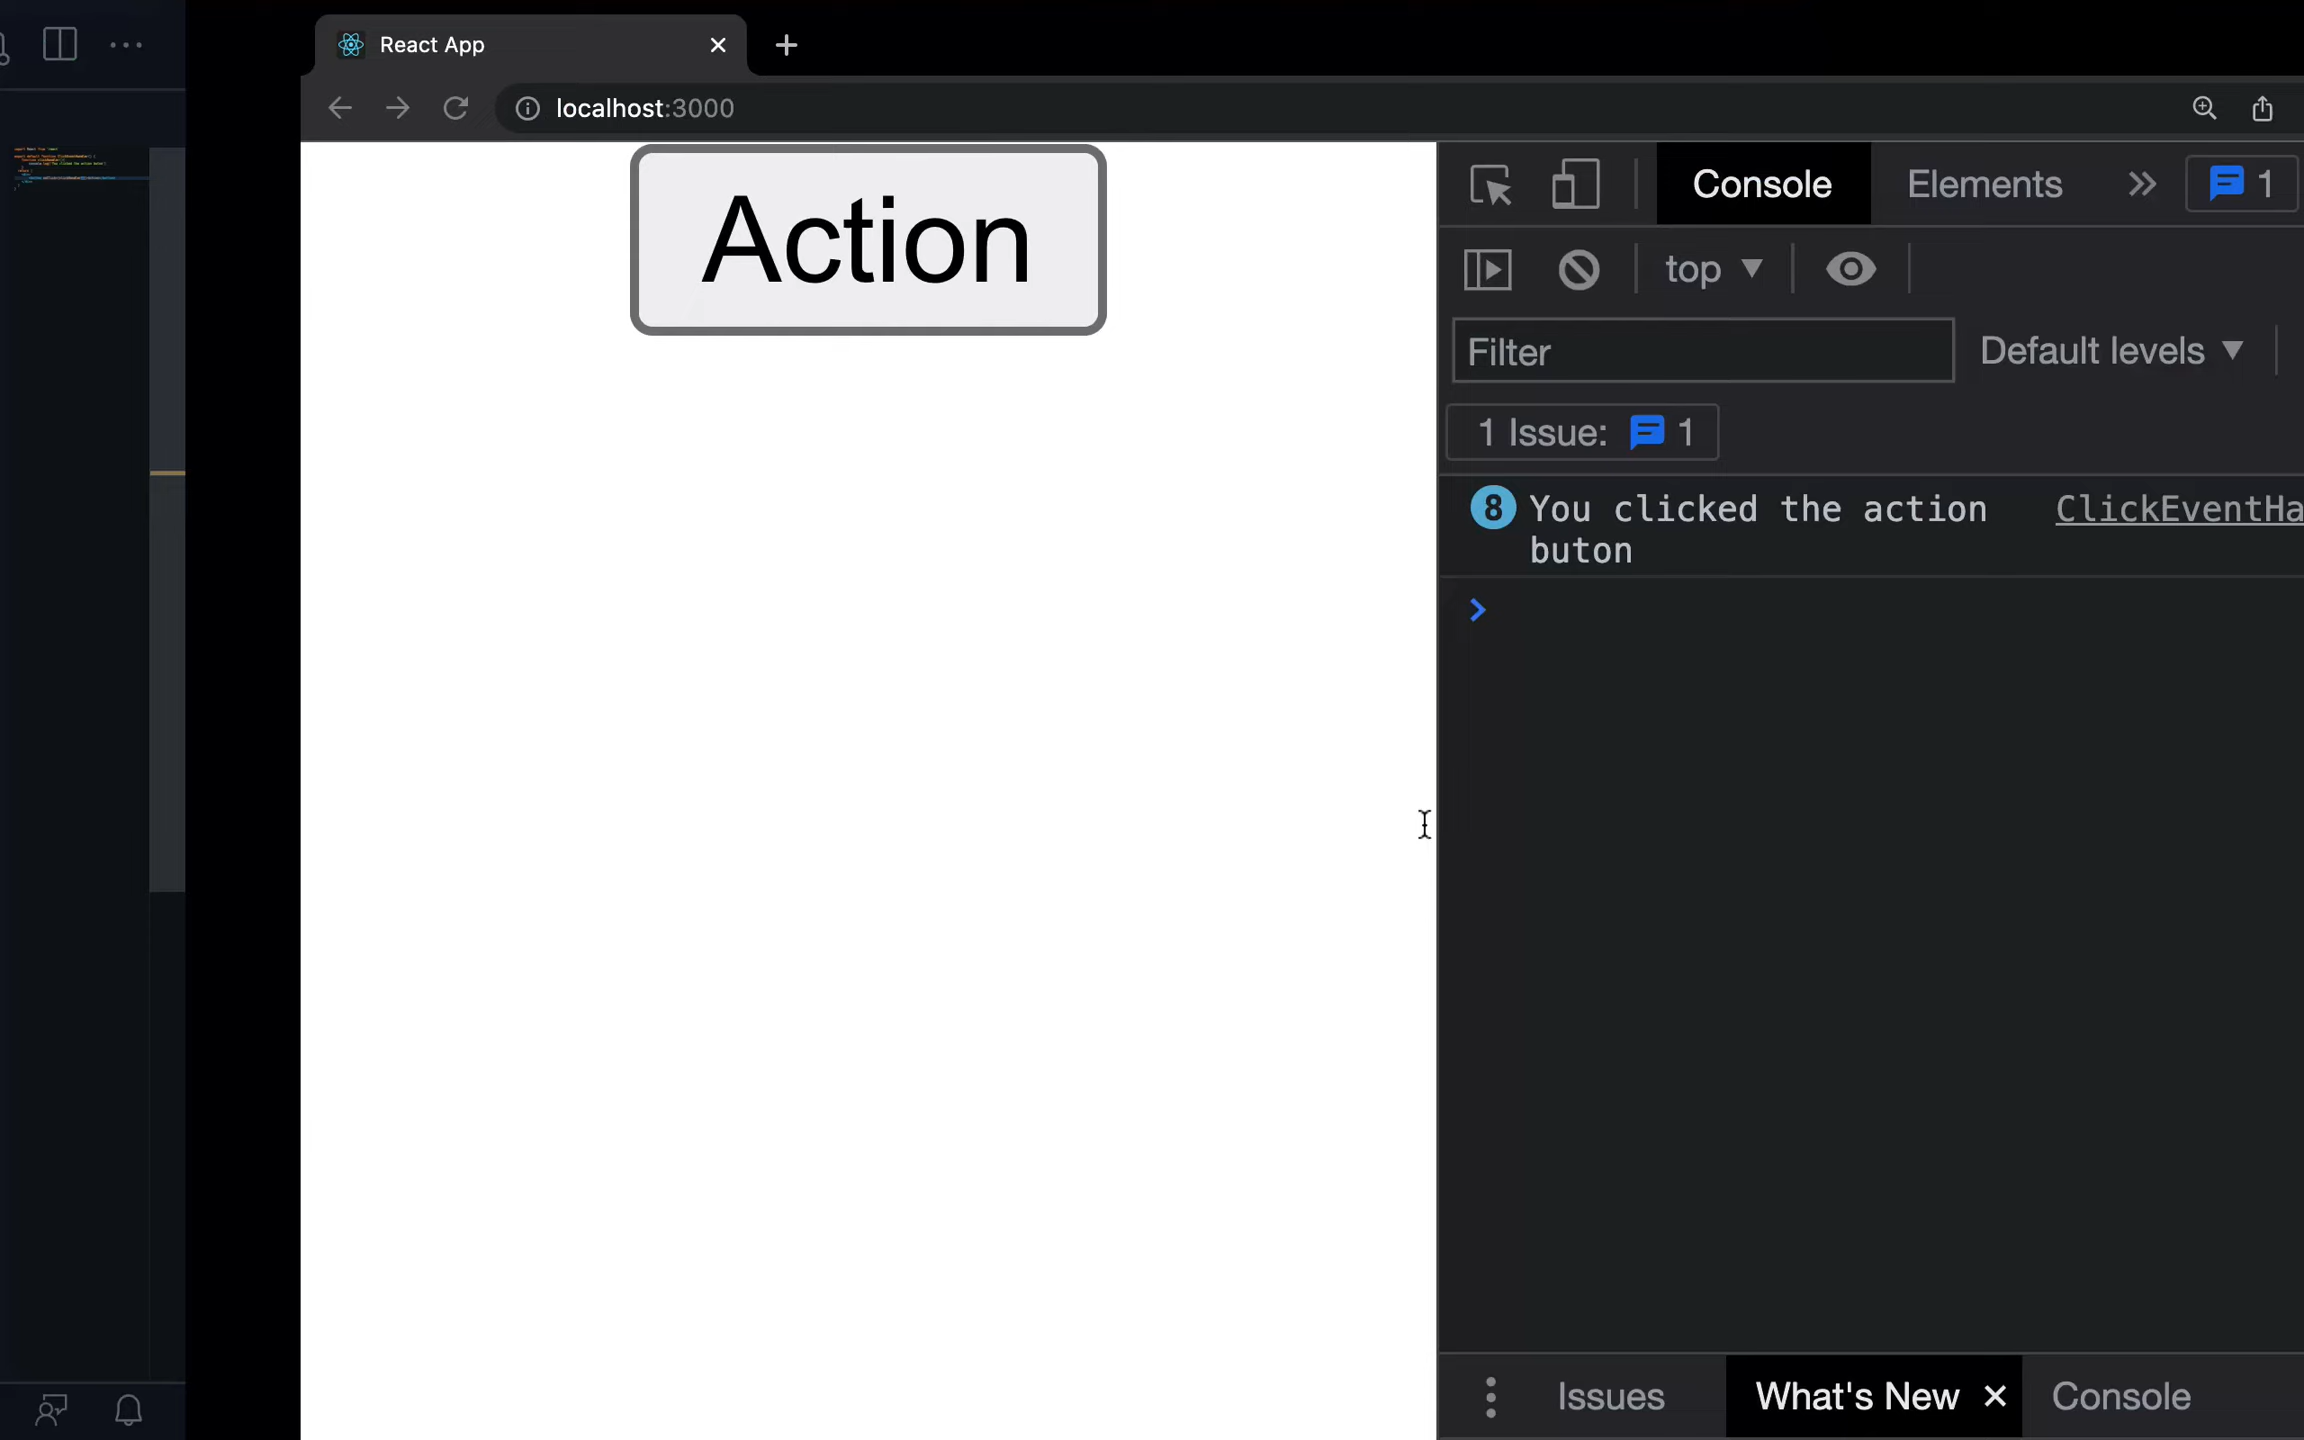 React App
localhost:3000
Action
Console Elements 1
top
Filter Default levels
1 Issue: 1
8 You clicked the action ClickEventHa
buton
Issues What's New Console